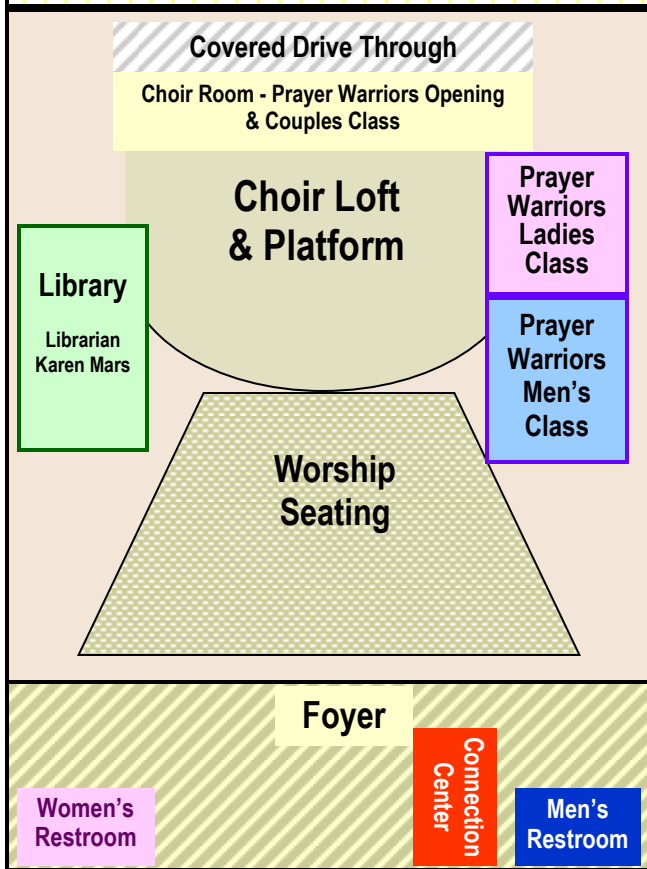 Covered Drive Through
Choir Room - Prayer Warriors Opening
& Couples Class
Choir Loft
& Platform
Prayer
Warriors
Ladies
Class
Library
Librarian
Karen Mars
Prayer
Warriors
Men's
Class
Worship
Seating
Foyer
Connection
Center
Women's
Restroom
Men's
Restroom